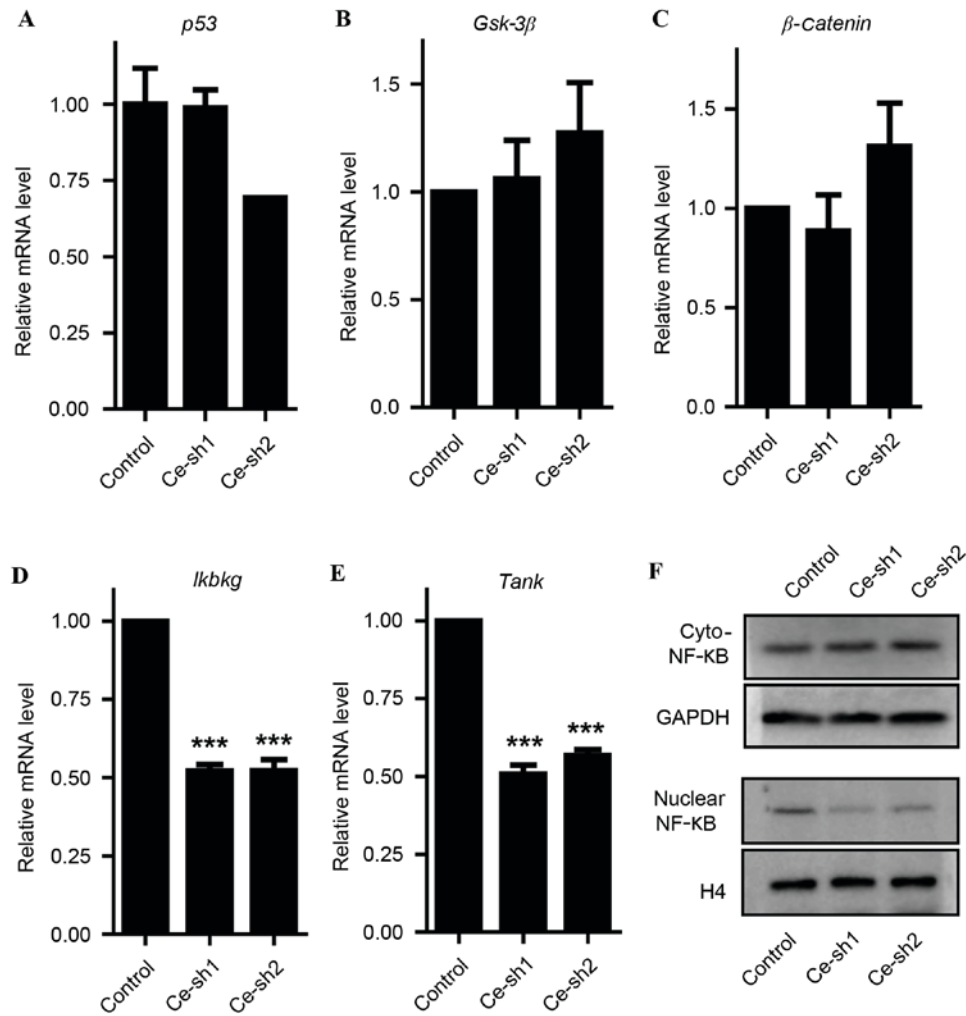 A
p53
Relative mRNA level
1.00
0.75
0.50
0.25
0.00
Control
Ce-sh1
Ce-sh2
B
Gsk-3β
Relative mRNA level
1.5
1.0
0.5
0.0
Control
Ce-sh1
Ce-sh2
C
β-catenin
Relative mRNA level
1.5
1.0
0.5
0.0
Control
Ce-sh1
Ce-sh2
D
Ikbkg
Relative mRNA level
1.00
0.75
0.50
0.25
0.00
***
***
Control
Ce-sh1
Ce-sh2
E
Tank
Relative mRNA level
1.00
0.75
0.50
0.25
0.00
***
***
Control
Ce-sh1
Ce-sh2
F
Control
Ce-sh1
Ce-sh2
Cyto-
NF-KB
GAPDH
Nuclear
NF-KB
H4
Control
Ce-sh1
Ce-sh2